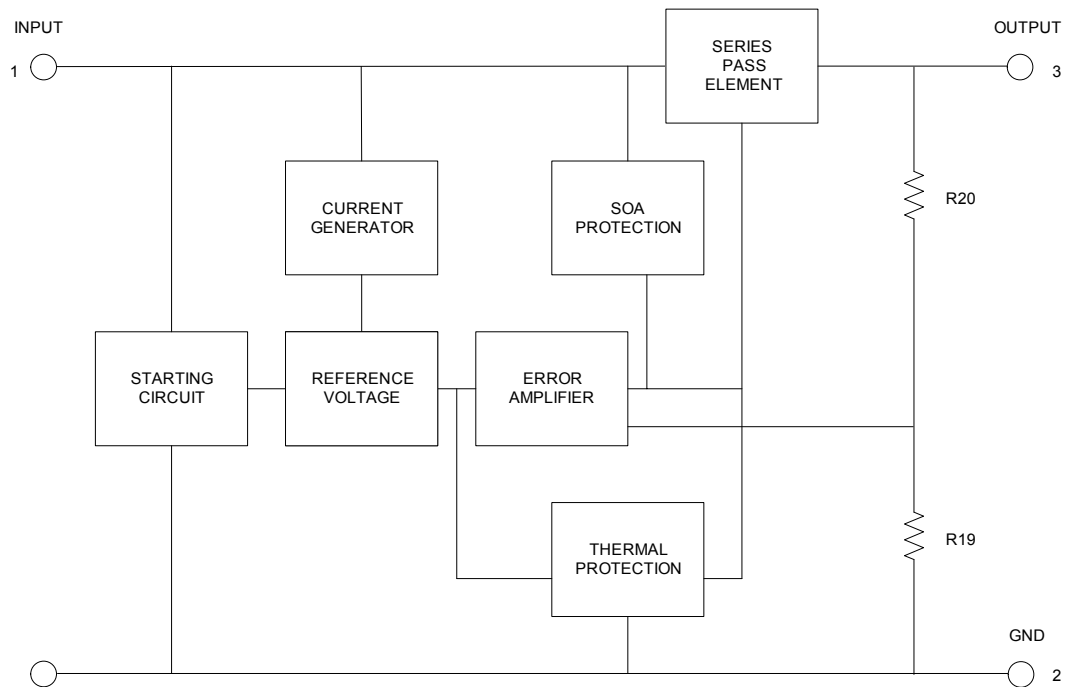 INPUT
1
SERIES
PASS
ELEMENT
OUTPUT
3
CURRENT
GENERATOR
SOA
PROTECTION
R20
STARTING
CIRCUIT
REFERENCE
VOLTAGE
ERROR
AMPLIFIER
THERMAL
PROTECTION
R19
GND
2